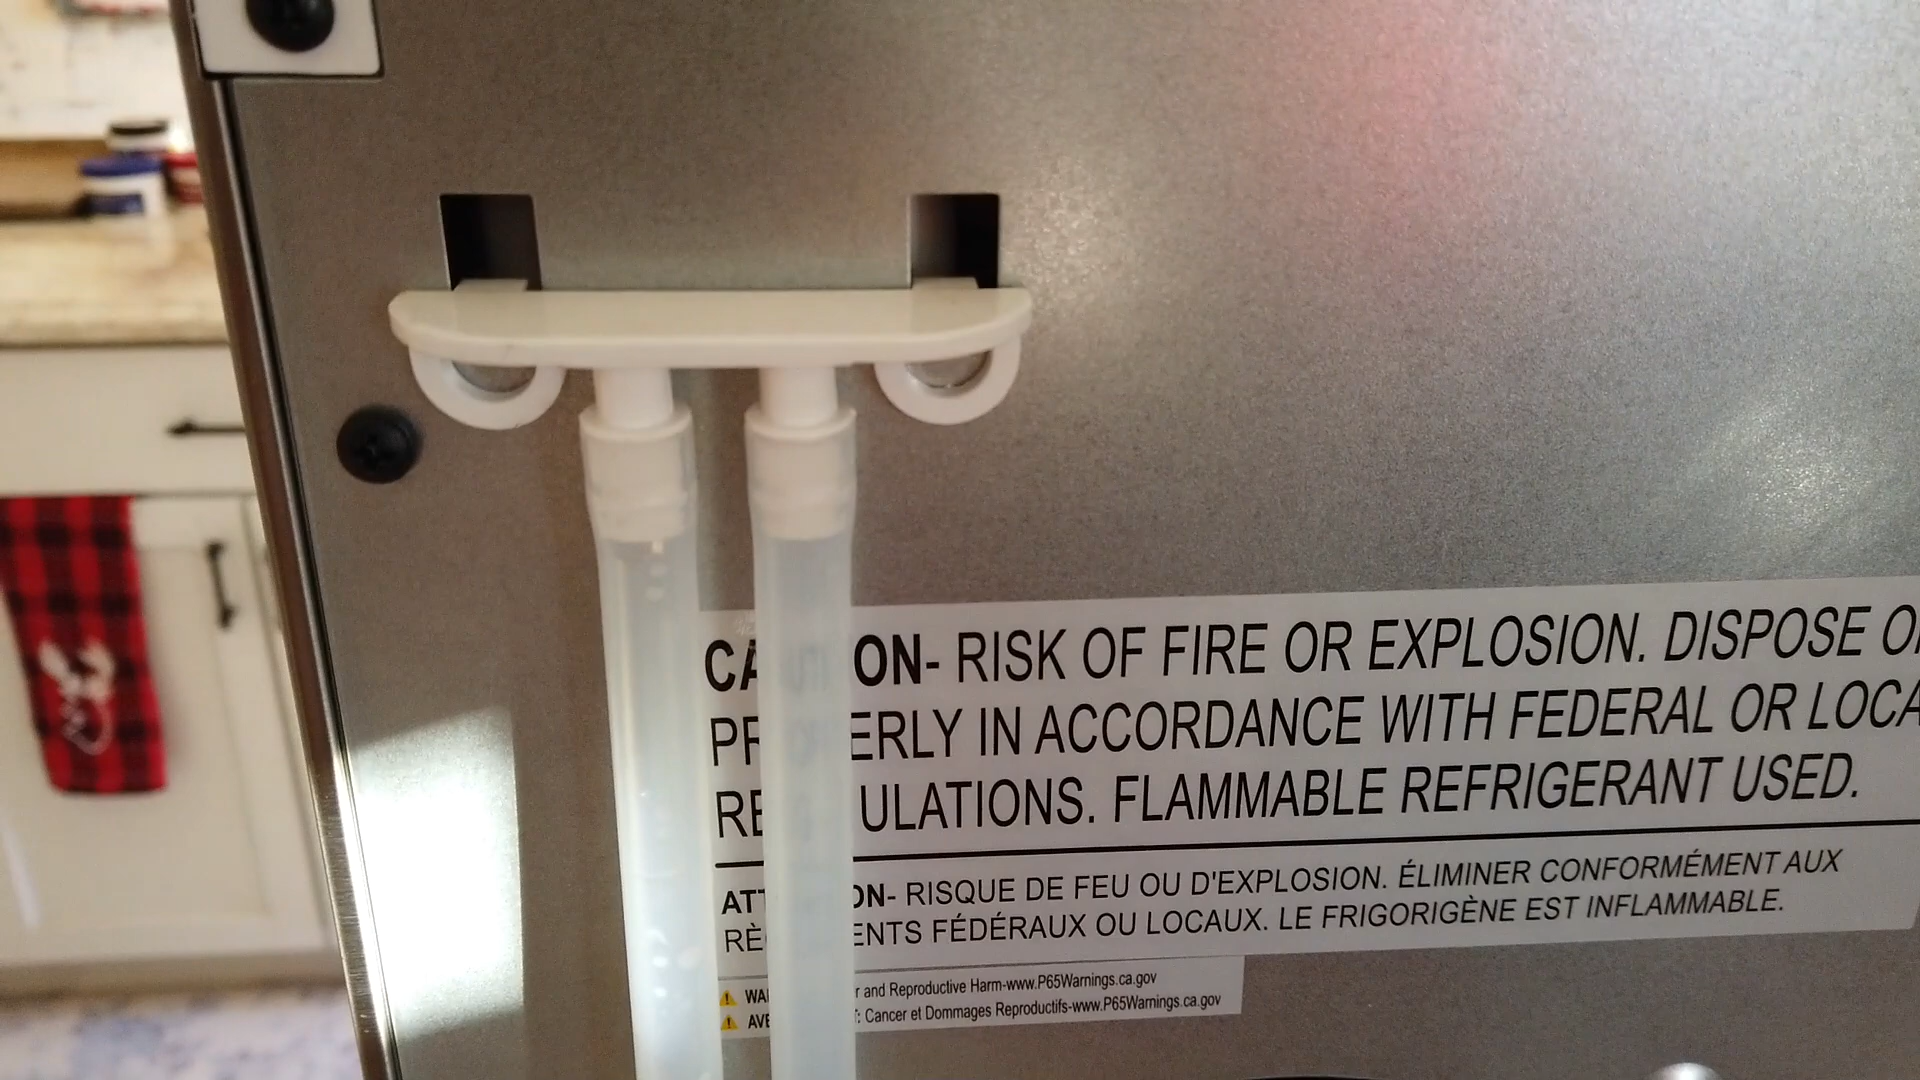 CA ON- RISK OF FIRE OR EXPLOSION. DISPOSE O
PR ERLY IN ACCORDANCE WITH FEDERAL OR LOCA
RE ULATIONS. FLAMMABLE REFRIGERANT USED.
ATT ON- RISQUE DE FEU OU D'EXPLOSION. ÉLIMINER CONFORMÉMENT AUX
RÈ ENTS FÉDÉRAUX OU LOCAUX. LE FRIGORIGÈNE EST INFLAMMABLE.
WA r and Reproductive Harm-www.P65Warnings.ca.gov
AVE T: Cancer et Dommages Reproductifs-www.P65Warnings.ca.gov